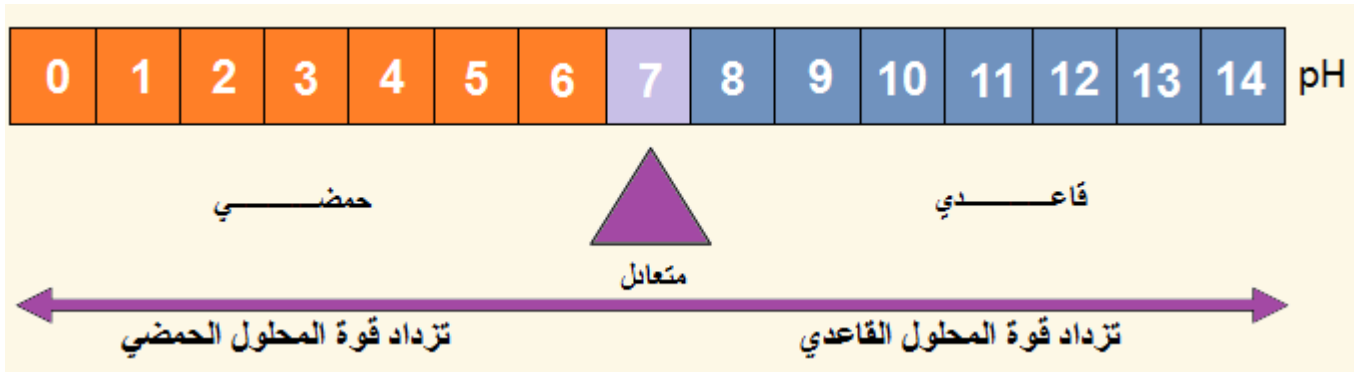 0 1 2 3 4 5 6 7 8 9 10 11 12 13 14 pH
حمضـــــــي قاعـــــــدي
متعادل
تزداد قوة المحلول الحمضي تزداد قوة المحلول القاعدي